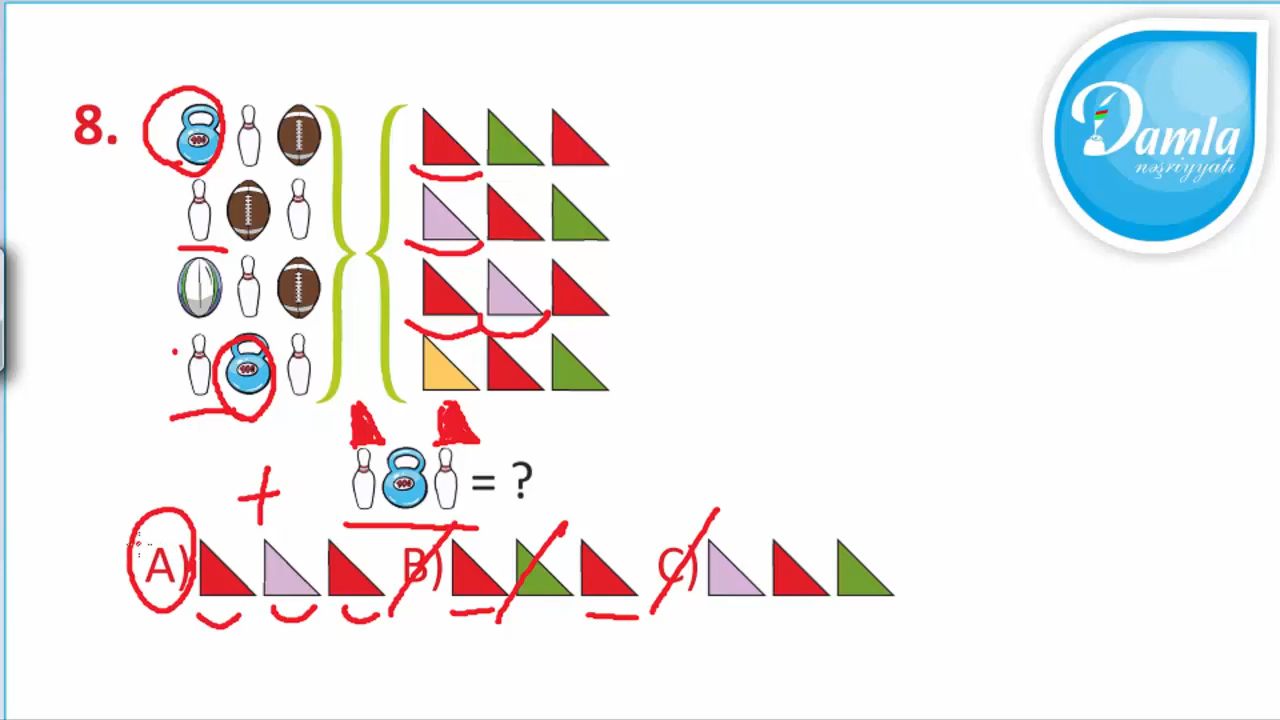 8.
Damla
nəşriyyatı
= ?
A)
B)
C)